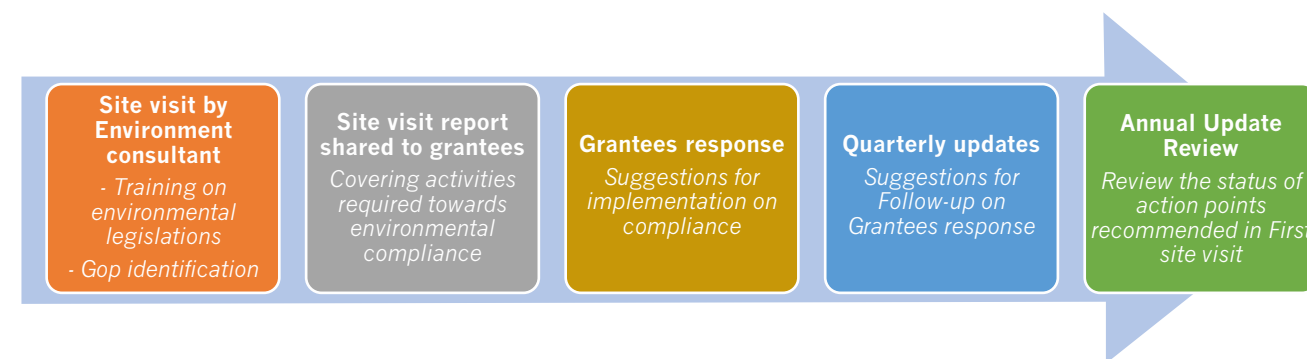 Site visit by
Environment
consultant
- Training on
environmental
legislations
- Gop identification
Site visit report
shared to grantees
Covering activities
required towards
environmental
compliance
Grantees response
Suggestions for
implementation on
compliance
Quarterly updates
Suggestions for
Follow-up on
Grantees response
Annual Update
Review
Review the status of
action points
recommended in First
site visit